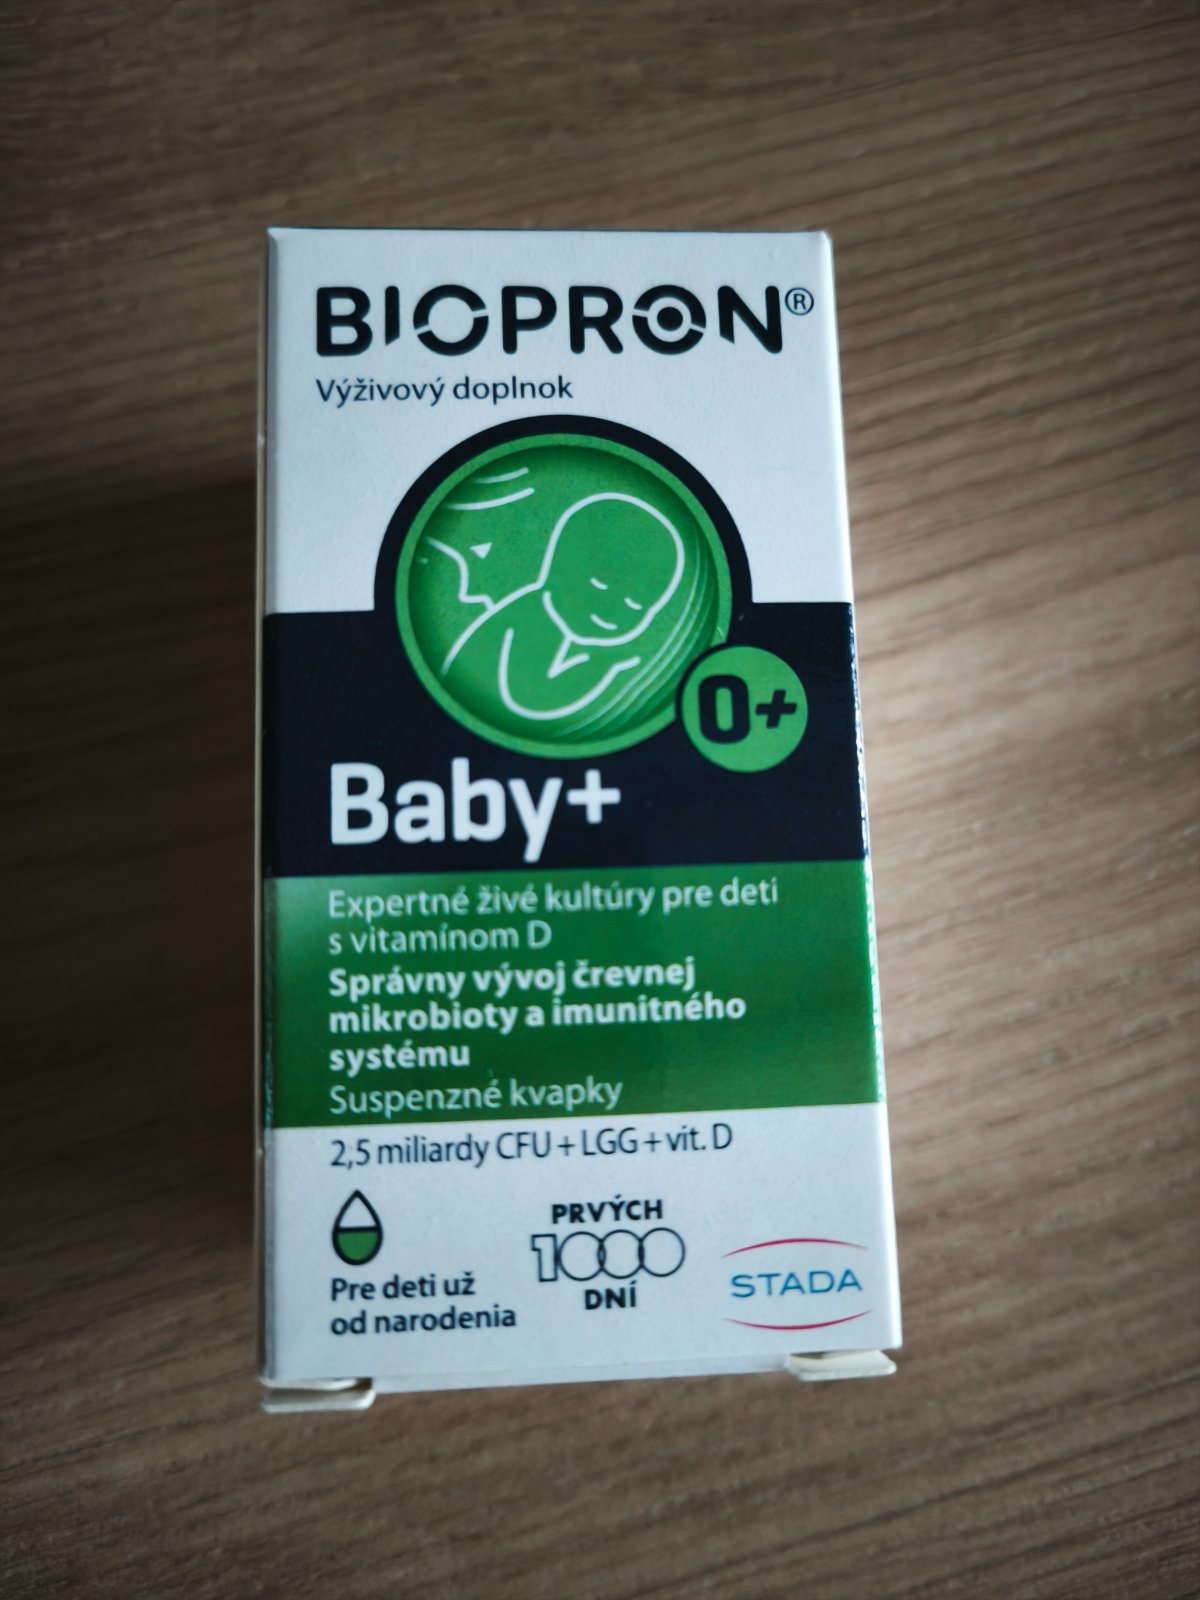 BIOPRON®
Výživový doplnok
0+
Baby+
Expertné živé kultúry pre deti
s vitamínom D
Správny vývoj črevnej
mikrobioty a imunitného
systému
Suspenzné kvapky
2,5 miliardy CFU + LGG + vit. D
Pre deti už
od narodenia
PRVÝCH
1000
DNÍ
STADA